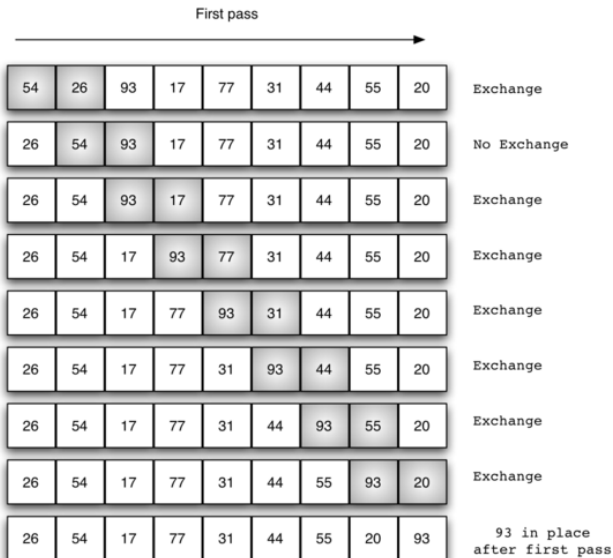 First pass
54 26 93 17 77 31 44 55 20 Exchange
26 54 93 17 77 31 44 55 20 No Exchange
26 54 93 17 77 31 44 55 20 Exchange
26 54 17 93 77 31 44 55 20 Exchange
26 54 17 77 93 31 44 55 20 Exchange
26 54 17 77 31 93 44 55 20 Exchange
26 54 17 77 31 44 93 55 20 Exchange
26 54 17 77 31 44 55 93 20 Exchange
26 54 17 77 31 44 55 20 93 93 in place
after first pass